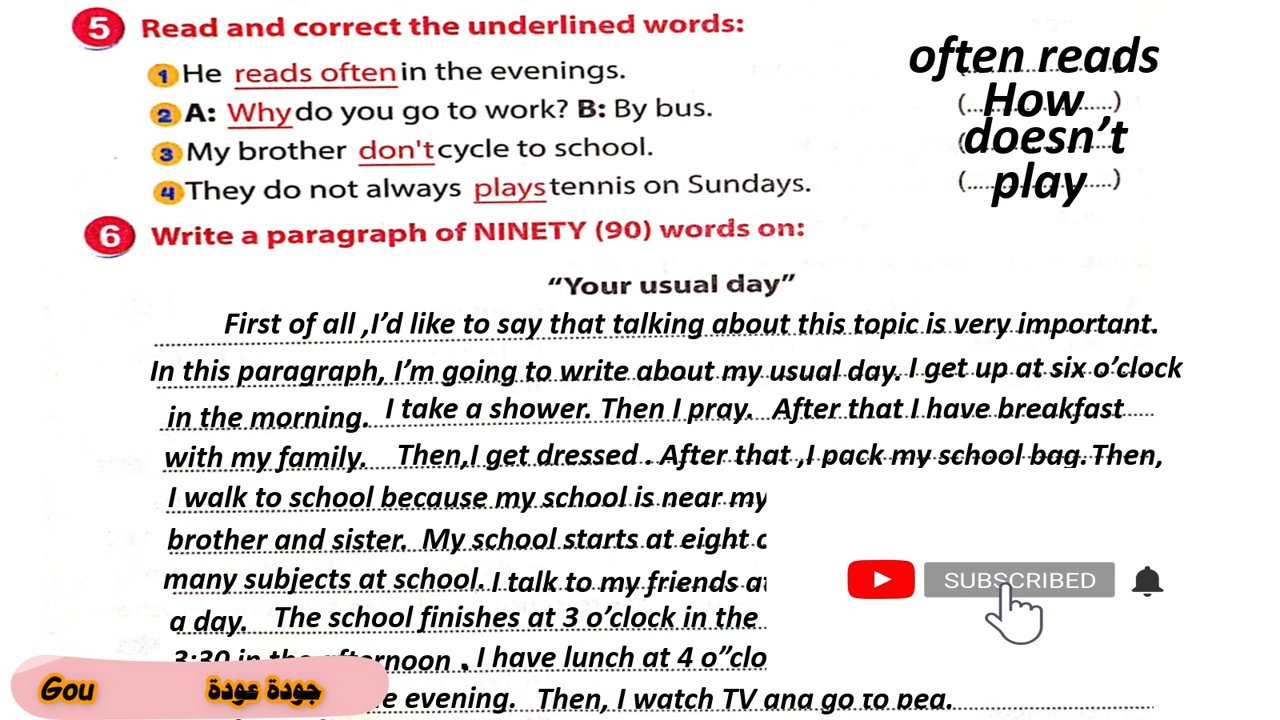 5 Read and correct the underlined words:
1 He reads often in the evenings. often reads
2 A: Why do you go to work? B: By bus. (... How ...)
3 My brother don't cycle to school. doesn't
4 They do not always plays tennis on Sundays. (... play ...)
6 Write a paragraph of NINETY (90) words on:
"Your usual day"
First of all ,I'd like to say that talking about this topic is very important.
In this paragraph, I'm going to write about my usual day. I get up at six o'clock
in the morning. I take a shower. Then I pray. After that I have breakfast
with my family. Then,I get dressed . After that ,I pack my school bag. Then,
I walk to school because my school is near my
brother and sister. My school starts at eight
many subjects at school. I talk to my friends
a day. The school finishes at 3 o'clock in the
3:30 in the afternoon . I have lunch at 4 o"clo
evening. Then, I watch TV and go to bed.
SUBSCRIBED
Gou جودة عودة